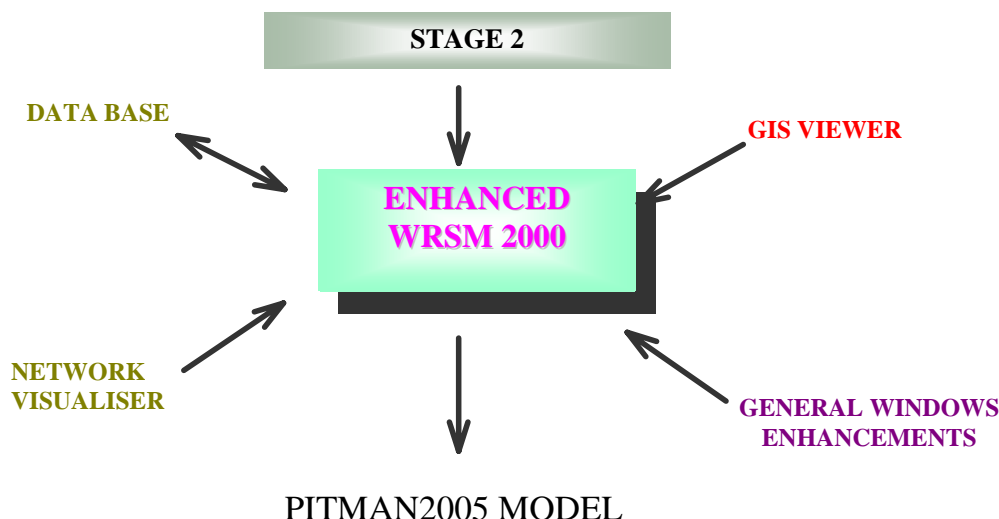 STAGE 2
DATA BASE
GIS VIEWER
ENHANCED
WRSM 2000
NETWORK
VISUALISER
GENERAL WINDOWS
ENHANCEMENTS
PITMAN2005 MODEL